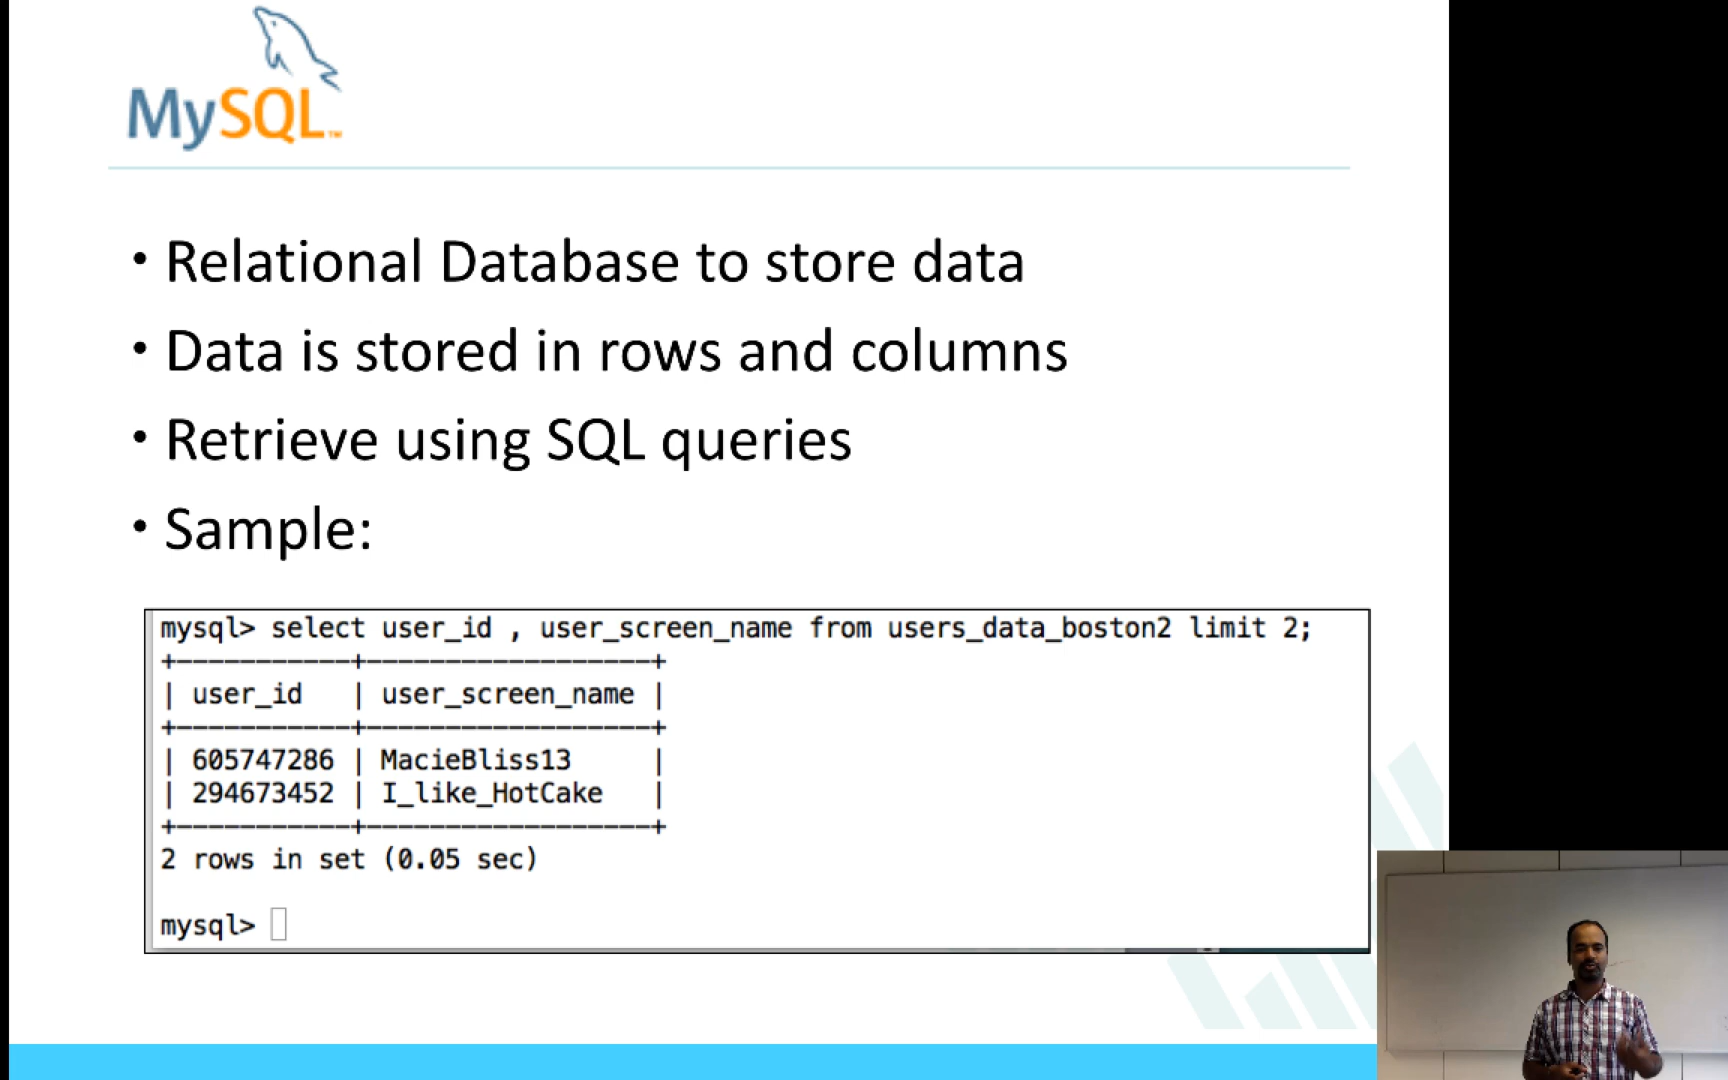 MySQL™
• Relational Database to store data
• Data is stored in rows and columns
• Retrieve using SQL queries
• Sample:
mysql> select user_id , user_screen_name from users_data_boston2 limit 2;
+-----------+------------------+
| user_id   | user_screen_name |
+-----------+------------------+
| 605747286 | MacieBliss13     |
| 294673452 | I_like_HotCake   |
+-----------+------------------+
2 rows in set (0.05 sec)
mysql>